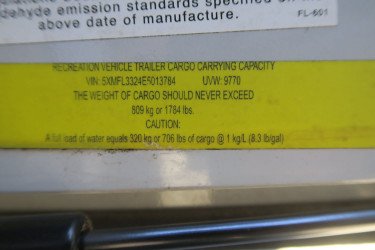 ldehyde emission standards specified on
above date of manufacture.
FL-601
RECREATION VEHICLE TRAILER CARGO CARRYING CAPACITY
VIN: 5XMFL3324E5013784 UVW: 9770
THE WEIGHT OF CARGO SHOULD NEVER EXCEED
809 kg or 1784 lbs.
CAUTION:
A full load of water equals 320 kg or 706 lbs of cargo @ 1 kg/L (8.3 lb/gal)